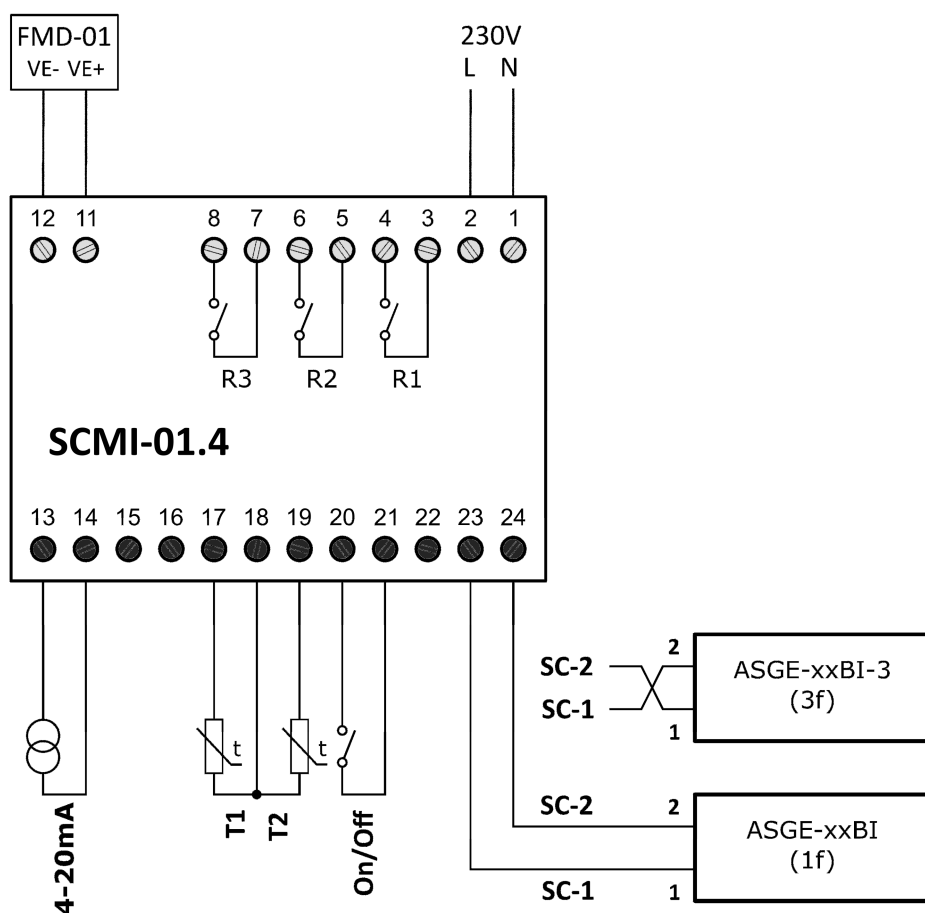 FMD-01
VE- VE+
230V
L N
12 11 8 7 6 5 4 3 2 1
R3 R2 R1
SCMI-01.4
13 14 15 16 17 18 19 20 21 22 23 24
4-20mA
t
T1
T2
t
On/Off
SC-2
SC-1
2
1
ASGE-xxBI-3
(3f)
SC-2
SC-1
2
1
ASGE-xxBI
(1f)